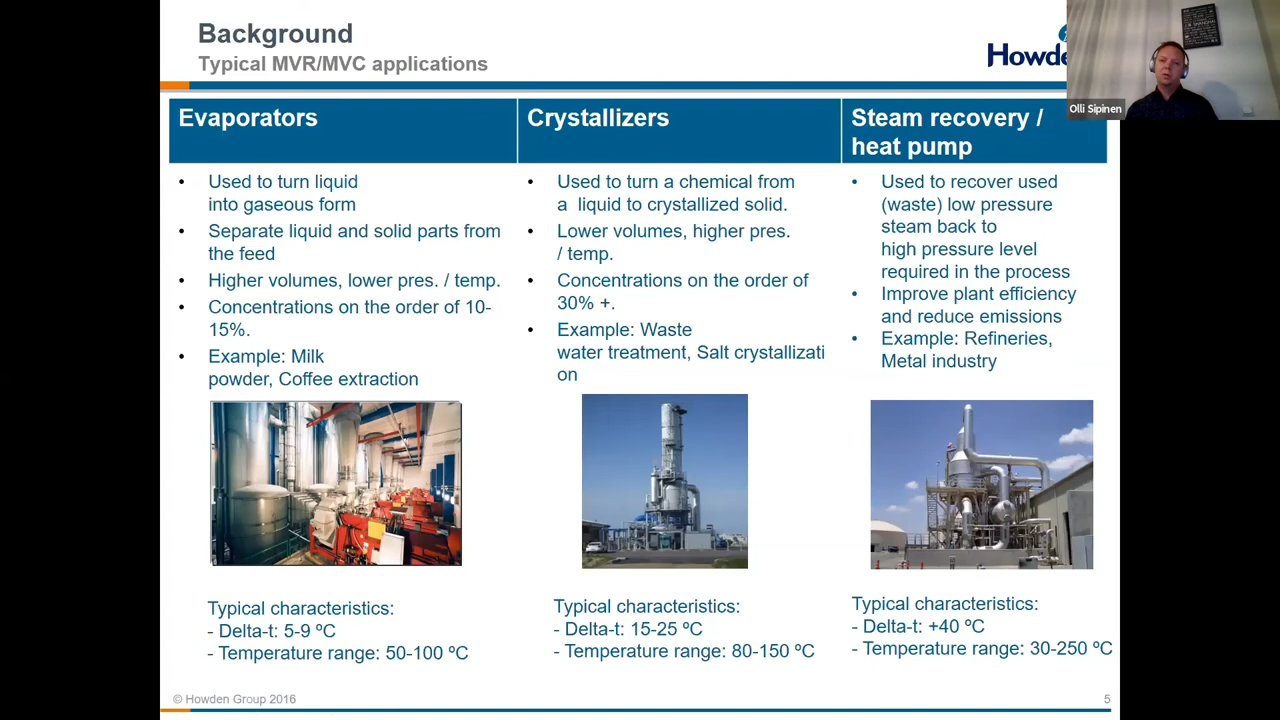 Background
Typical MVR/MVC applications
Olli Sipinen
Evaporators
Used to turn liquid
into gaseous form
Separate liquid and solid parts from
the feed
Higher volumes, lower pres. / temp.
Concentrations on the order of 10-
15%.
Example: Milk
powder, Coffee extraction
Typical characteristics:
- Delta-t: 5-9 ºC
- Temperature range: 50-100 ºC
Crystallizers
Used to turn a chemical from
a  liquid to crystallized solid.
Lower volumes, higher pres.
/ temp.
Concentrations on the order of
30% +.
Example: Waste
water treatment, Salt crystallizati
on
Typical characteristics:
- Delta-t: 15-25 ºC
- Temperature range: 80-150 ºC
Steam recovery /
heat pump
Used to recover used
(waste) low pressure
steam back to
high pressure level
required in the process
Improve plant efficiency
and reduce emissions
Example: Refineries,
Metal industry
Typical characteristics:
- Delta-t: +40 ºC
- Temperature range: 30-250 ºC
© Howden Group 2016
5